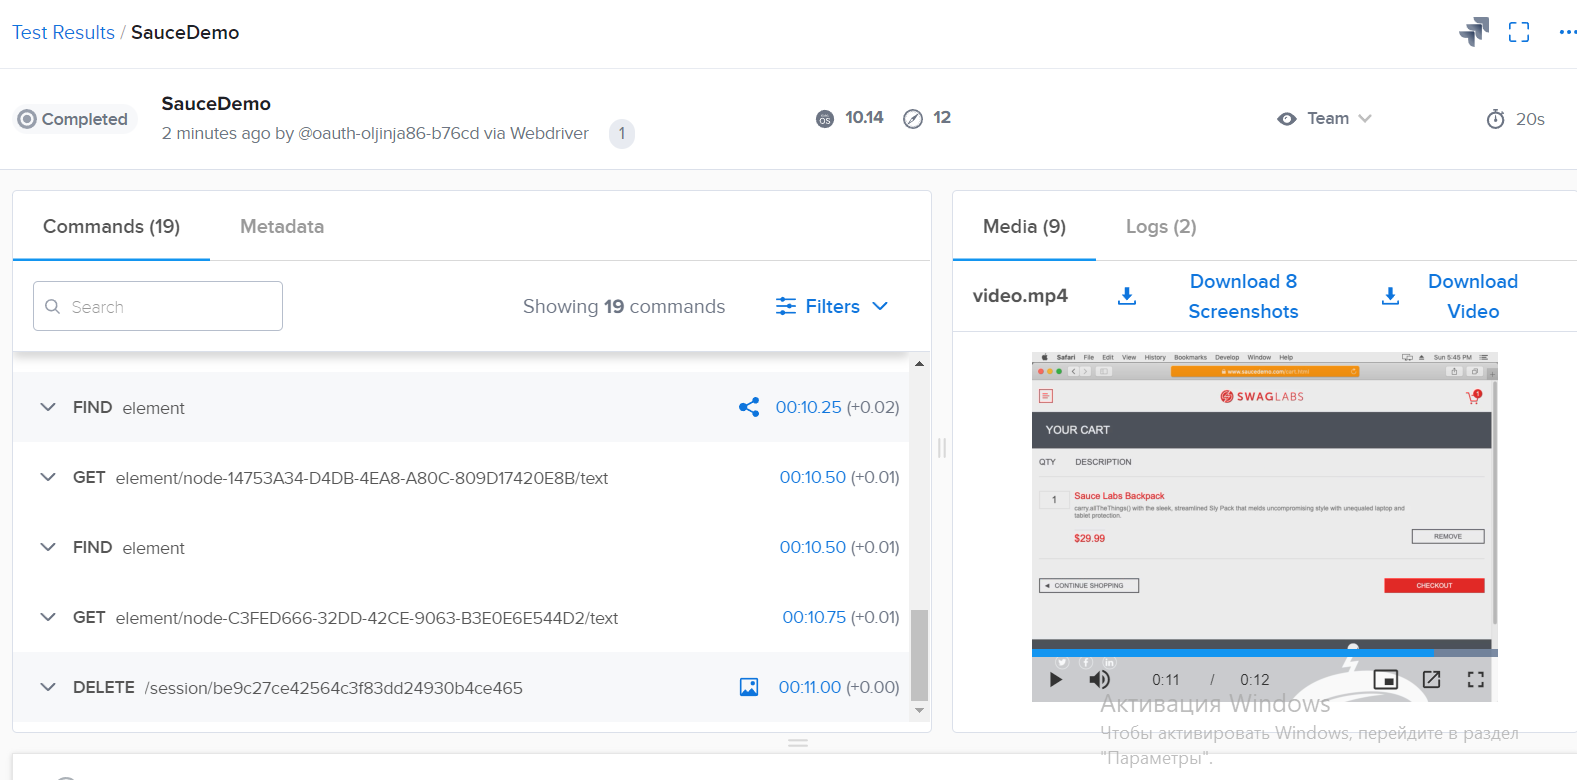 Test Results / SauceDemo
Completed
SauceDemo
2 minutes ago by @oauth-oljinja86-b76cd via Webdriver 1
OS 10.14 12
Team
20s
Commands (19) Metadata
Search
Showing 19 commands
Filters
FIND element 00:10.25 (+0.02)
GET element/node-14753A34-D4DB-4EA8-A80C-809D17420E8B/text 00:10.50 (+0.01)
FIND element 00:10.50 (+0.01)
GET element/node-C3FED666-32DD-42CE-9063-B3E0E6E544D2/text 00:10.75 (+0.01)
DELETE /session/be9c27ce42564c3f83dd24930b4ce465 00:11.00 (+0.00)
Media (9) Logs (2)
video.mp4
Download 8
Screenshots
Download
Video
Safari File Edit View History Bookmarks Develop Window Help Sun 5:45 PM
www.saucedemo.com/cart.html
SWAGLABS
1
YOUR CART
QTY DESCRIPTION
1 Sauce Labs Backpack
carry.allTheThings() with the sleek, streamlined Sly Pack that melds uncompromising style with unequaled laptop and
tablet protection.
$29.99 REMOVE
CONTINUE SHOPPING CHECKOUT
0:11 / 0:12
Активация Windows
Чтобы активировать Windows, перейдите в раздел
"Параметры".